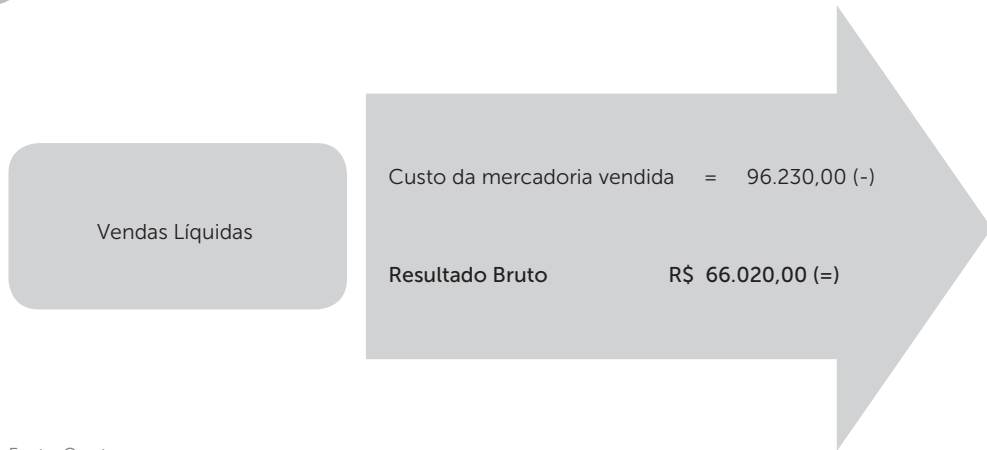 Vendas Líquidas
Custo da mercadoria vendida = 96.230,00 (-)
Resultado Bruto R$ 66.020,00 (=)